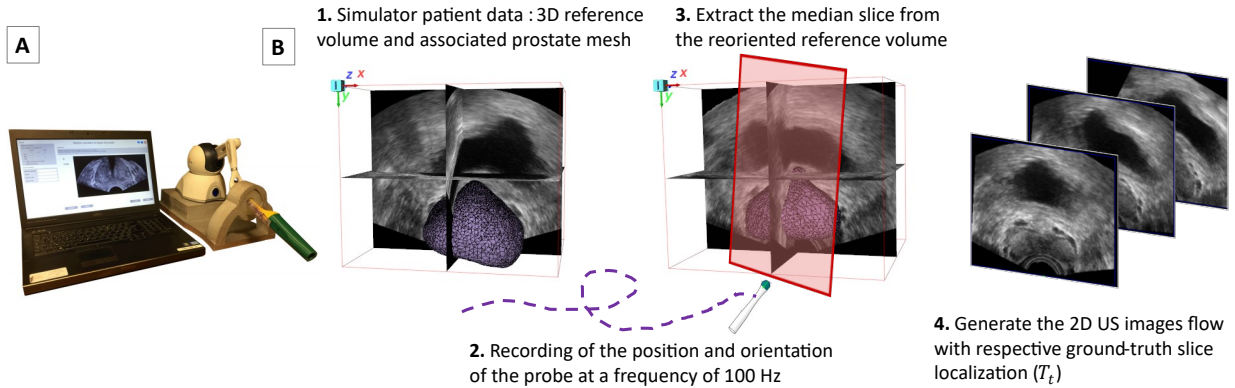 A
B
1. Simulator patient data : 3D reference
volume and associated prostate mesh
3. Extract the median slice from
the reoriented reference volume
z x
y
z x
y
2. Recording of the position and orientation
of the probe at a frequency of 100 Hz
4. Generate the 2D US images flow
with respective ground-truth slice
localization (T_t)